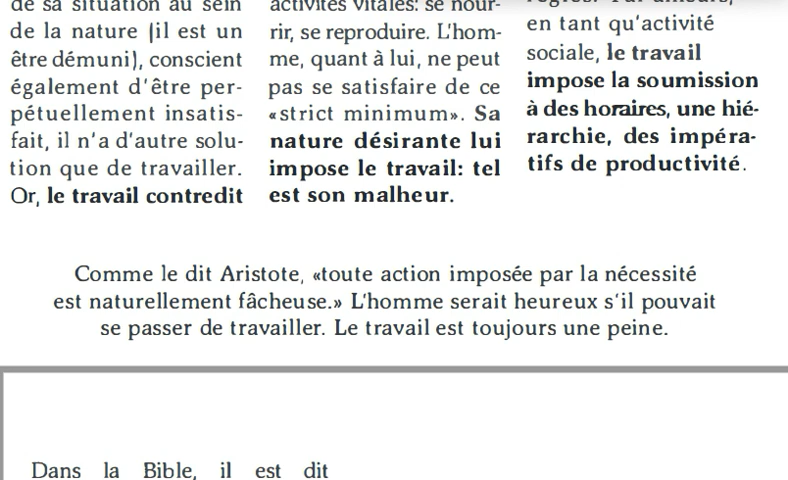 de sa situation au sein
de la nature (il est un
être démuni), conscient
également d'être per-
pétuellement insatis-
fait, il n'a d'autre solu-
tion que de travailler.
Or, le travail contredit
activités vitales: se nour-
rir, se reproduire. L'hom-
me, quant à lui, ne peut
pas se satisfaire de ce
«strict minimum». Sa
nature désirante lui
impose le travail: tel
est son malheur.
en tant qu'activité
sociale, le travail
impose la soumission
à des horaires, une hié-
rarchie, des impéra-
tifs de productivité.
Comme le dit Aristote, «toute action imposée par la nécessité
est naturellement fâcheuse.» L'homme serait heureux s'il pouvait
se passer de travailler. Le travail est toujours une peine.
Dans la Bible, il est dit